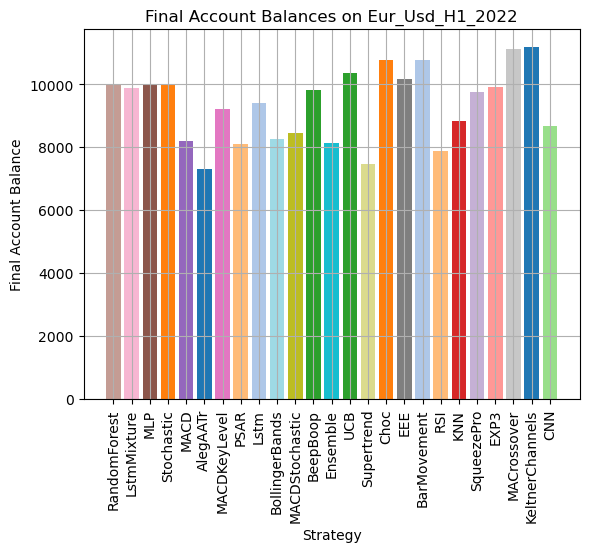 Final Account Balances on Eur_Usd_H1_2022
Final Account Balance
10000
8000
6000
4000
2000
0
RandomForest
LstmMixture
MLP
Stochastic
MACD
AlegAATr
MACDKeyLevel
PSAR
Lstm
BollingerBands
MACDStochastic
BeepBoop
Ensemble
UCB
Supertrend
Choc
EEE
BarMovement
RSI
KNN
SqueezePro
EXP3
MACrossover
KeltnerChannels
CNN
Strategy